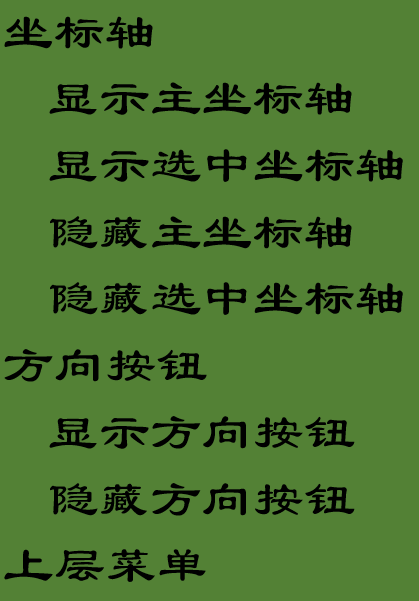 坐标轴
显示主坐标轴
显示选中坐标轴
隐藏主坐标轴
隐藏选中坐标轴
方向按钮
显示方向按钮
隐藏方向按钮
上层菜单